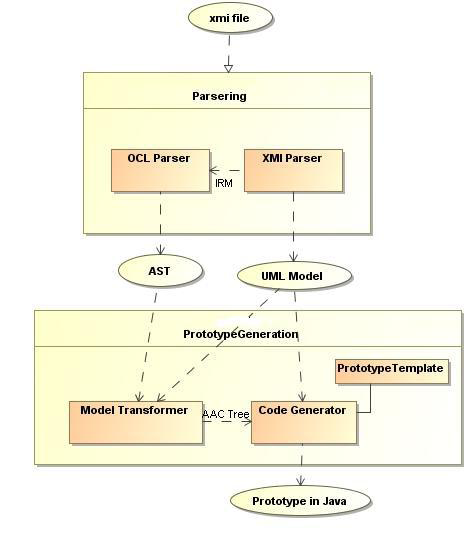 xmi file
Parsering
OCL Parser
XMI Parser
IRM
AST
UML Model
PrototypeGeneration
PrototypeTemplate
Model Transformer
AAC Tree
Code Generator
Prototype in Java